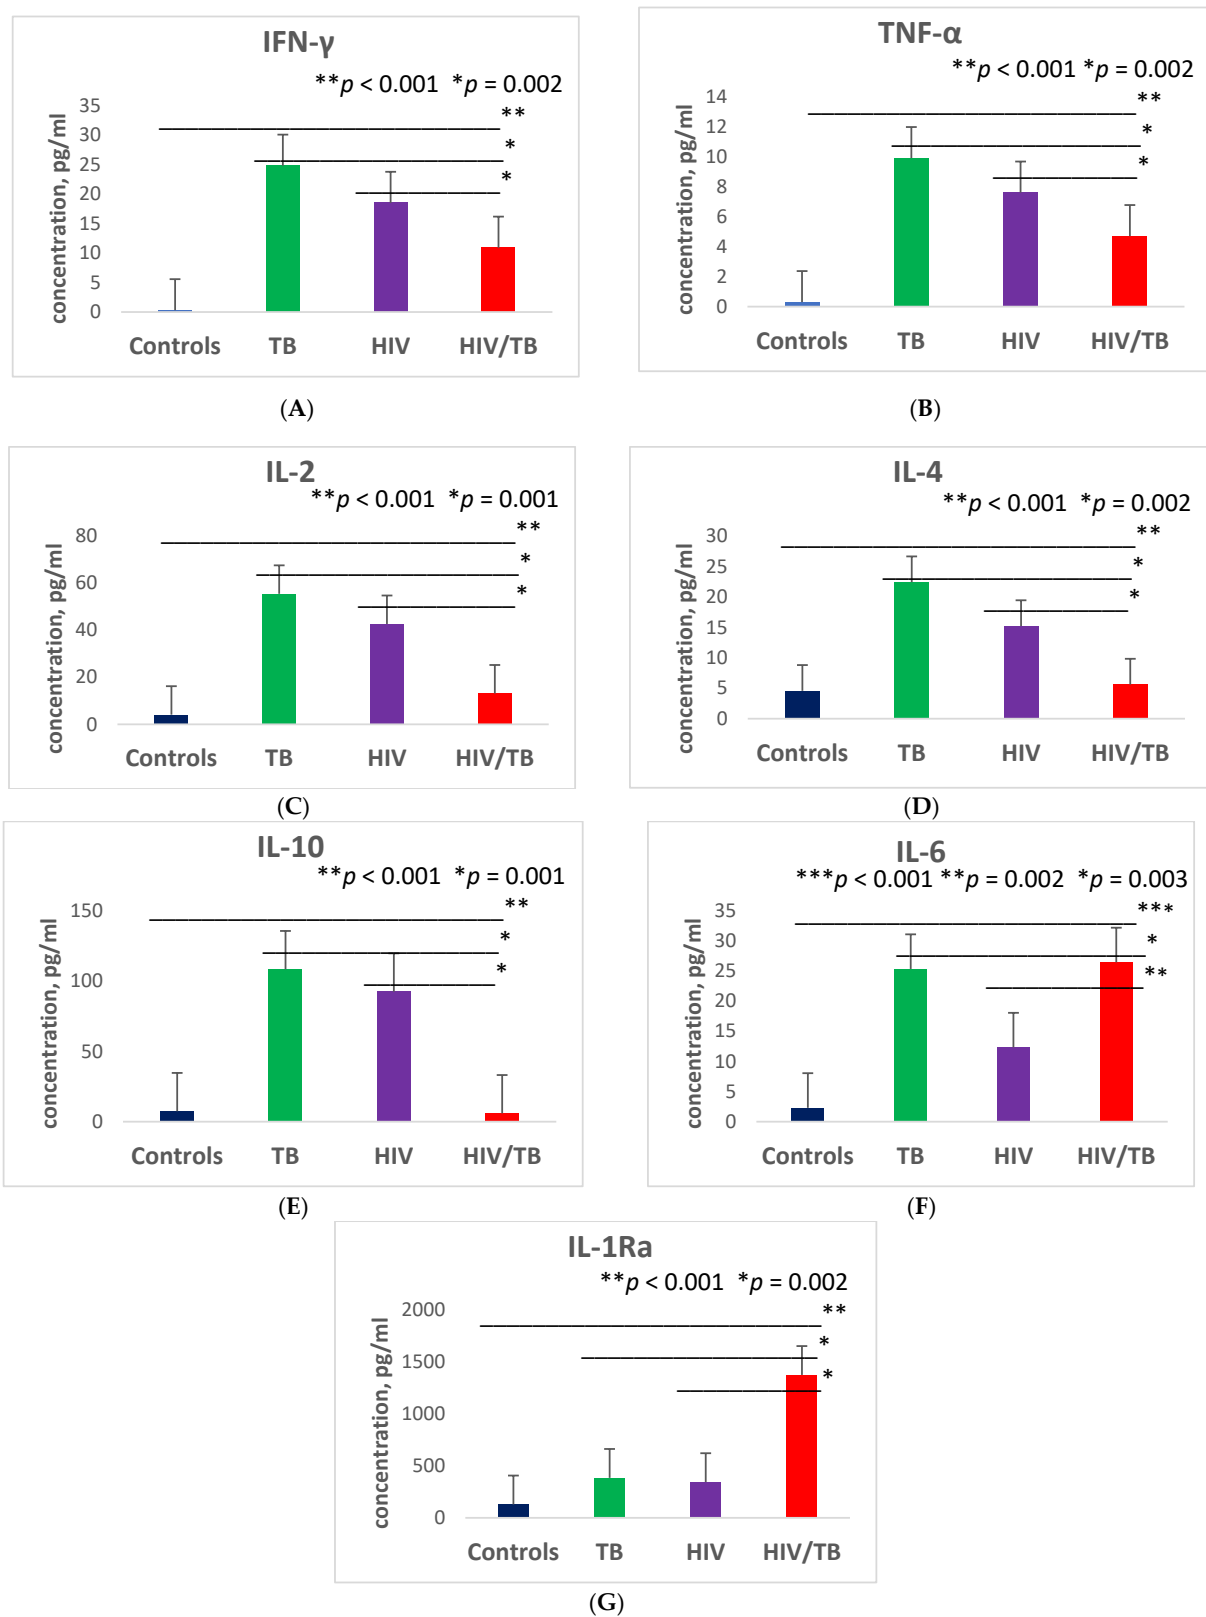 IFN-γ
**p < 0.001 *p = 0.002
concentration, pg/ml
35
30
25
20
15
10
5
0
**
*
*
Controls TB HIV HIV/TB
(A)
TNF-α
**p < 0.001 *p = 0.002
concentration, pg/ml
14
12
10
8
6
4
2
0
**
*
*
Controls TB HIV HIV/TB
(B)
IL-2
**p < 0.001 *p = 0.001
concentration, pg/ml
80
60
40
20
0
**
*
*
Controls TB HIV HIV/TB
(C)
IL-4
**p < 0.001 *p = 0.002
concentration, pg/ml
30
25
20
15
10
5
0
**
*
*
Controls TB HIV HIV/TB
(D)
IL-10
**p < 0.001 *p = 0.001
concentration, pg/ml
150
100
50
0
**
*
*
Controls TB HIV HIV/TB
(E)
IL-6
***p < 0.001 **p = 0.002 *p = 0.003
concentration, pg/ml
35
30
25
20
15
10
5
0
***
*
**
Controls TB HIV HIV/TB
(F)
IL-1Ra
**p < 0.001 *p = 0.002
concentration, pg/ml
2000
1500
1000
500
0
**
*
*
Controls TB HIV HIV/TB
(G)